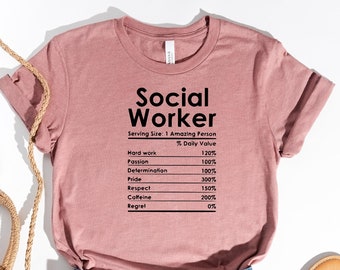 Social
Worker
Serving Size: 1 Amazing Person
% Daily Value
Hard work 120%
Passion 100%
Determination 100%
Pride 300%
Respect 150%
Caffeine 200%
Regret 0%